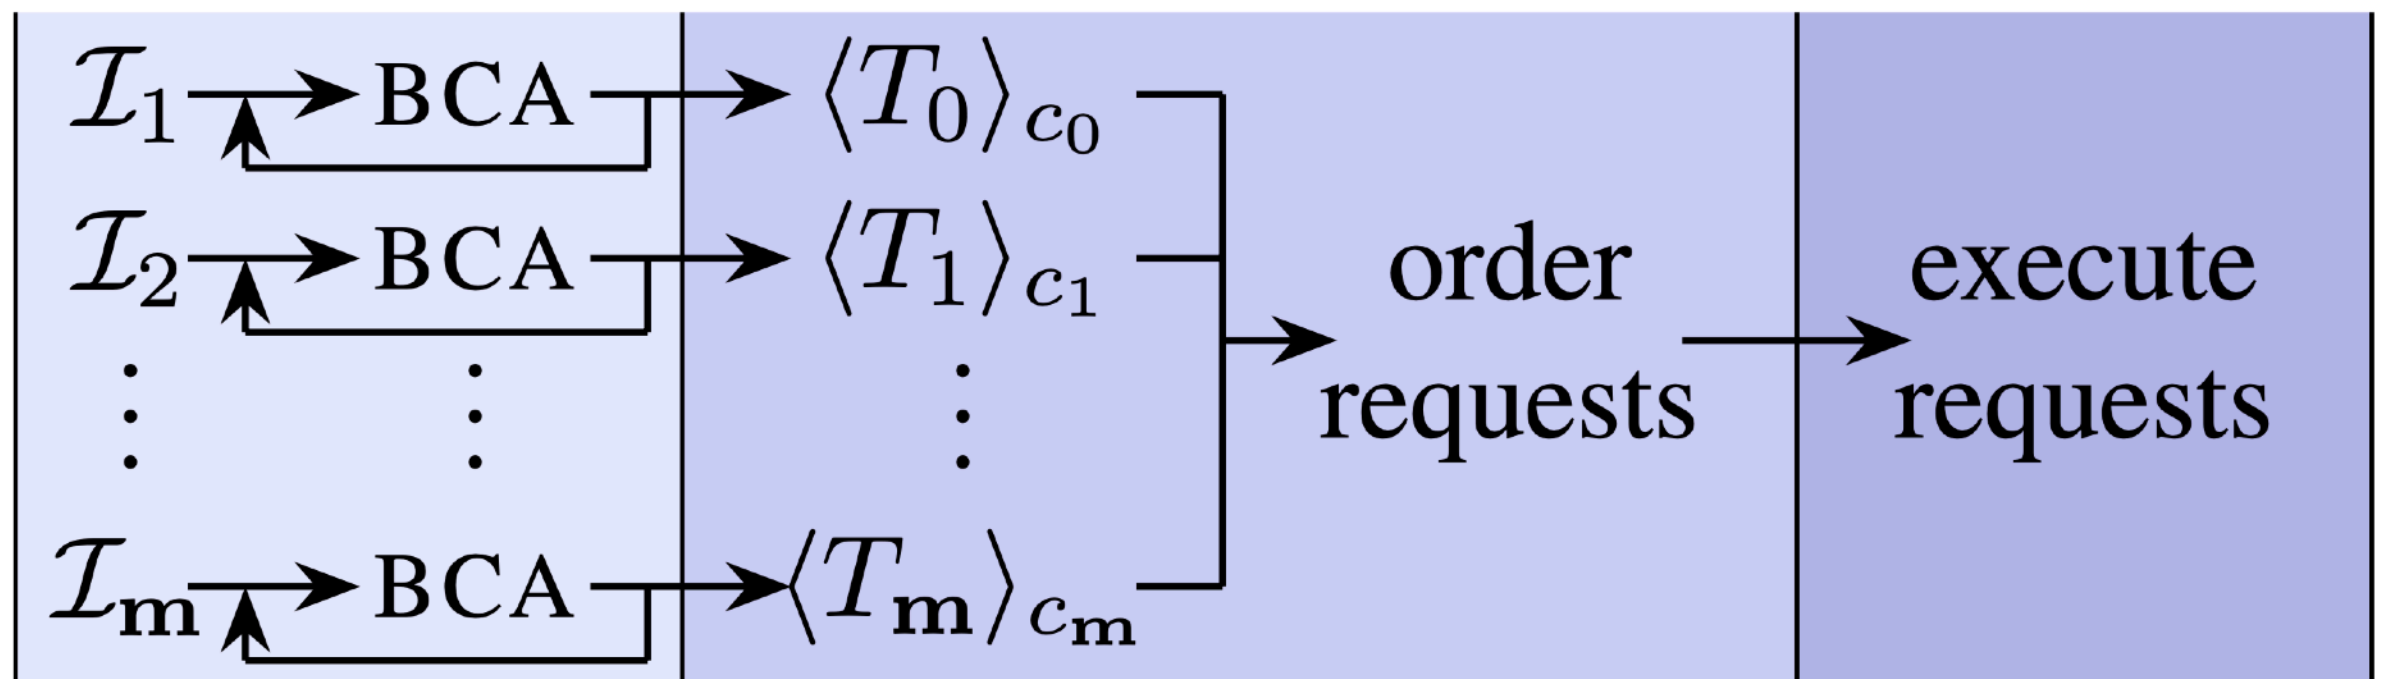 ℐ₁ BCA ⟨T₀⟩c₀
ℐ₂ BCA ⟨T₁⟩c₁
⋮ ⋮ ⋮
ℐ𝐦 BCA ⟨T𝐦⟩c𝐦
order
requests
execute
requests